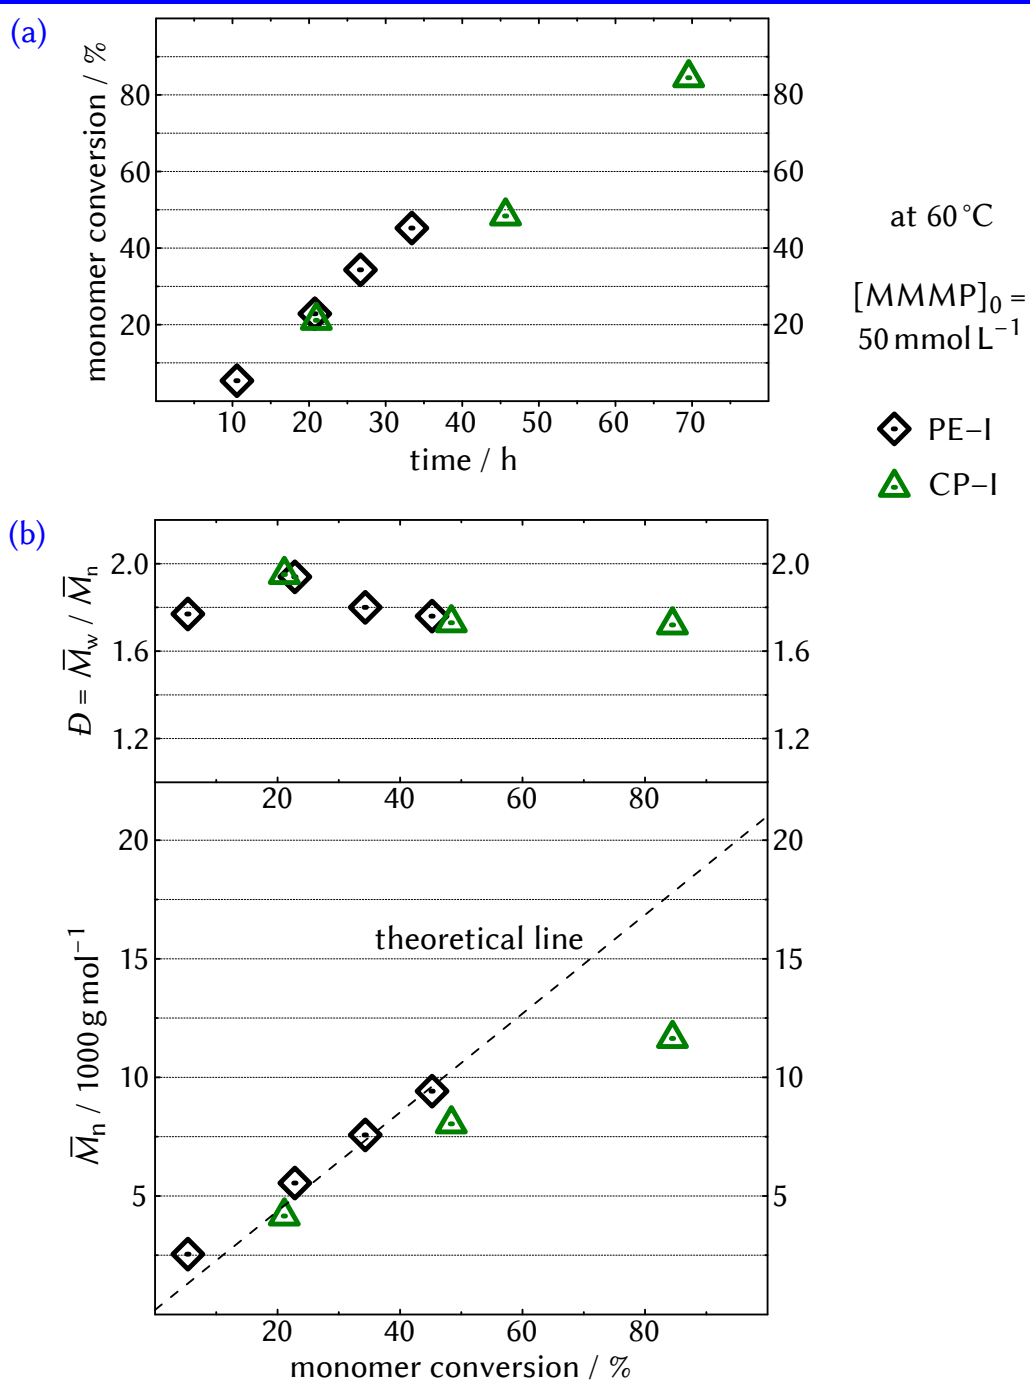 (a)
monomer conversion / %
80
60
40
20
80
60
40
20
10 20 30 40 50 60 70
time / h
at 60 °C
[MMMP]₀ =
50 mmol L⁻¹
PE–I
CP–I
(b)
Đ = M̅w / M̅n
2.0
1.6
1.2
2.0
1.6
1.2
20 40 60 80
M̅n / 1000 g mol⁻¹
20
15
10
5
20
15
10
5
theoretical line
20 40 60 80
monomer conversion / %